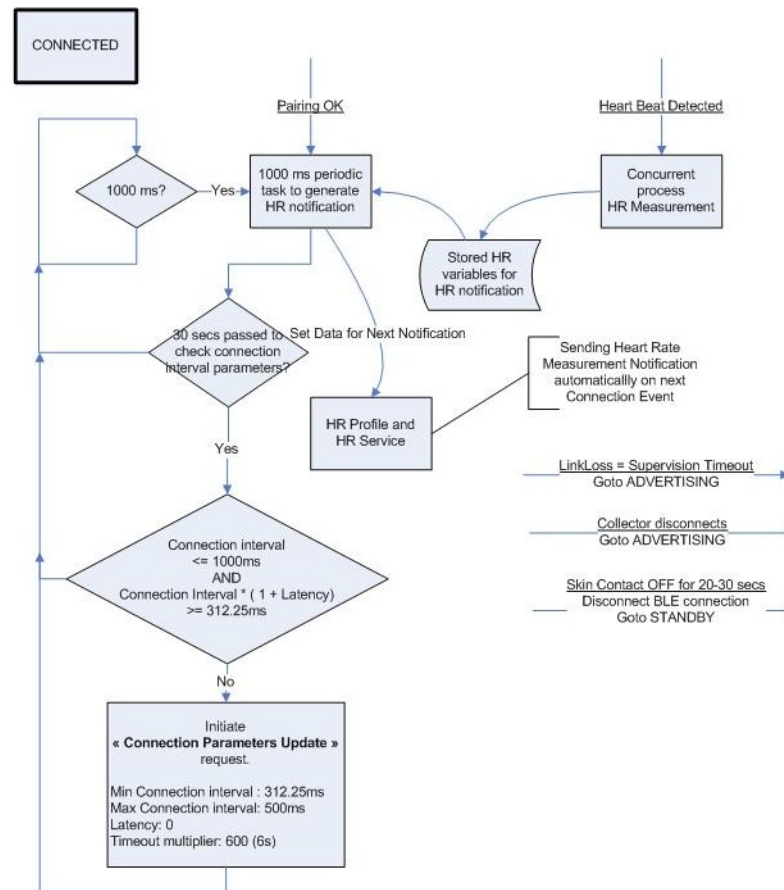 CONNECTED
Pairing OK
Heart Beat Detected
1000 ms?
Yes
1000 ms periodic
task to generate
HR notification
Concurrent
process
HR Measurement
Stored HR
variables for
HR notification
30 secs passed to
check connection
interval parameters?
Set Data for Next Notification
Sending Heart Rate
Measurement Notification
automaticallly on next
Connection Event
HR Profile and
HR Service
Yes
LinkLoss = Supervision Timeout
Goto ADVERTISING
Collector disconnects
Goto ADVERTISING
Skin Contact OFF for 20-30 secs
Disconnect BLE connection
Goto STANDBY
Connection interval
<= 1000ms
AND
Connection Interval * ( 1 + Latency)
>= 312.25ms
No
Initiate
« Connection Parameters Update »
request.
Min Connection interval : 312.25ms
Max Connection interval: 500ms
Latency: 0
Timeout multiplier: 600 (6s)